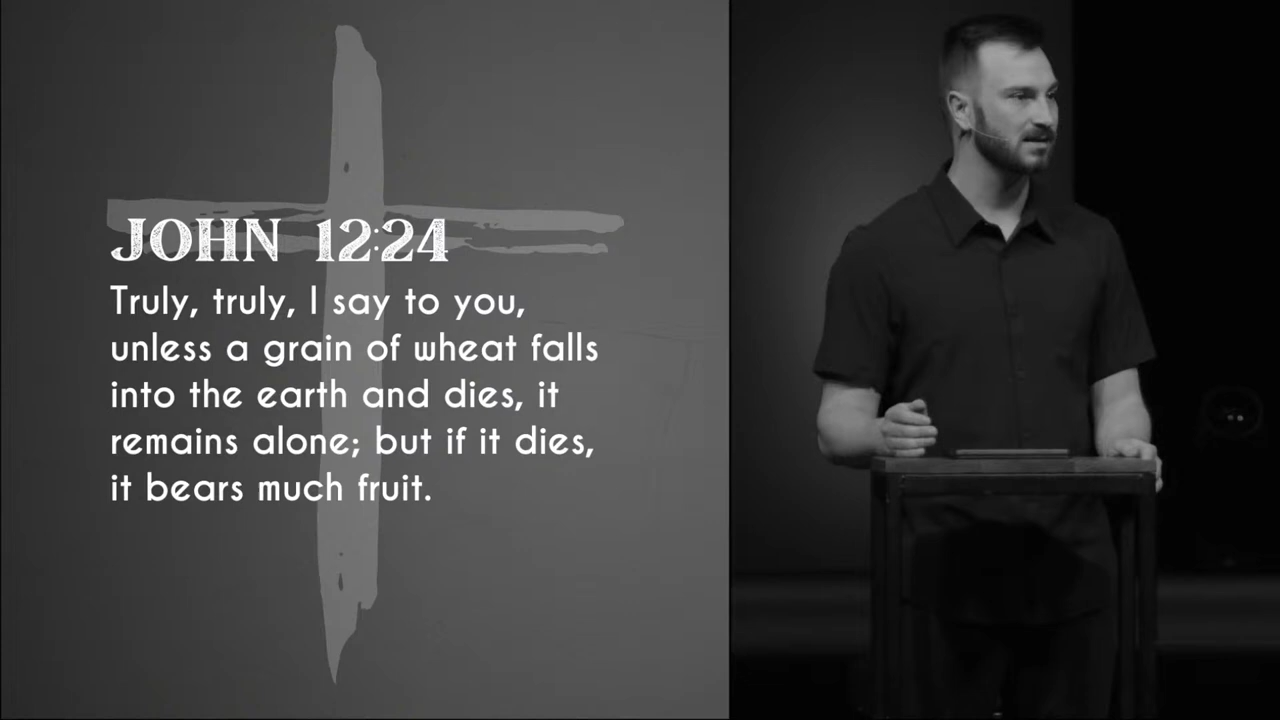 JOHN 12:24
Truly, truly, I say to you,
unless a grain of wheat falls
into the earth and dies, it
remains alone; but if it dies,
it bears much fruit.